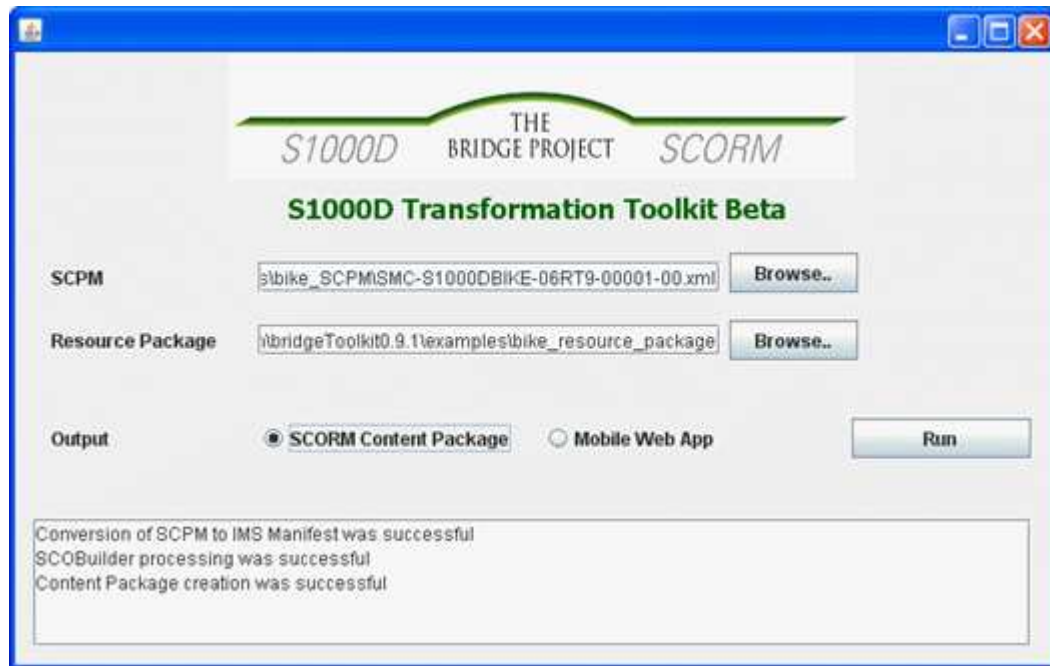 THE
S1000D BRIDGE PROJECT SCORM
S1000D Transformation Toolkit Beta
SCPM s\bike_SCPM\SMC-S1000DBIKE-06RT9-00001-00.xml Browse..
Resource Package \bridgeToolkit0.9.1\examples\bike_resource_package Browse..
Output SCORM Content Package Mobile Web App Run
Conversion of SCPM to IMS Manifest was successful
SCOBuilder processing was successful
Content Package creation was successful